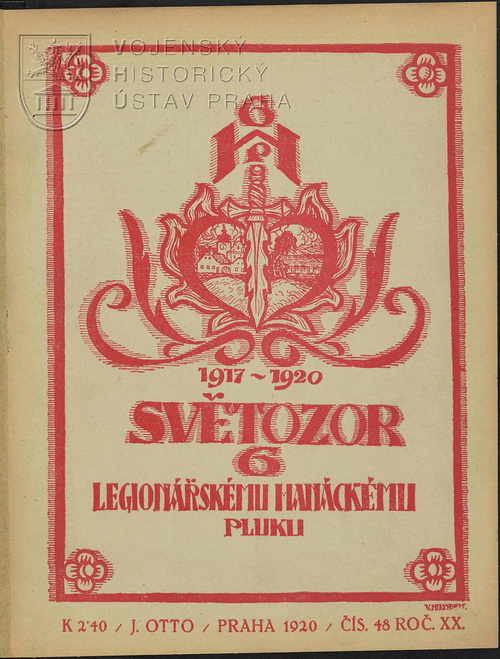 VOJENSKÝ
HISTORICKÝ
ÚSTAV PRAHA
6
P
1917 ~ 1920
SVĚTOZOR
6
LEGIONÁŘSKÉMU HANÁCKÉMU
PLUKU
K 2·40 / J. OTTO / PRAHA 1920 / ČÍS. 48 ROČ. XX.